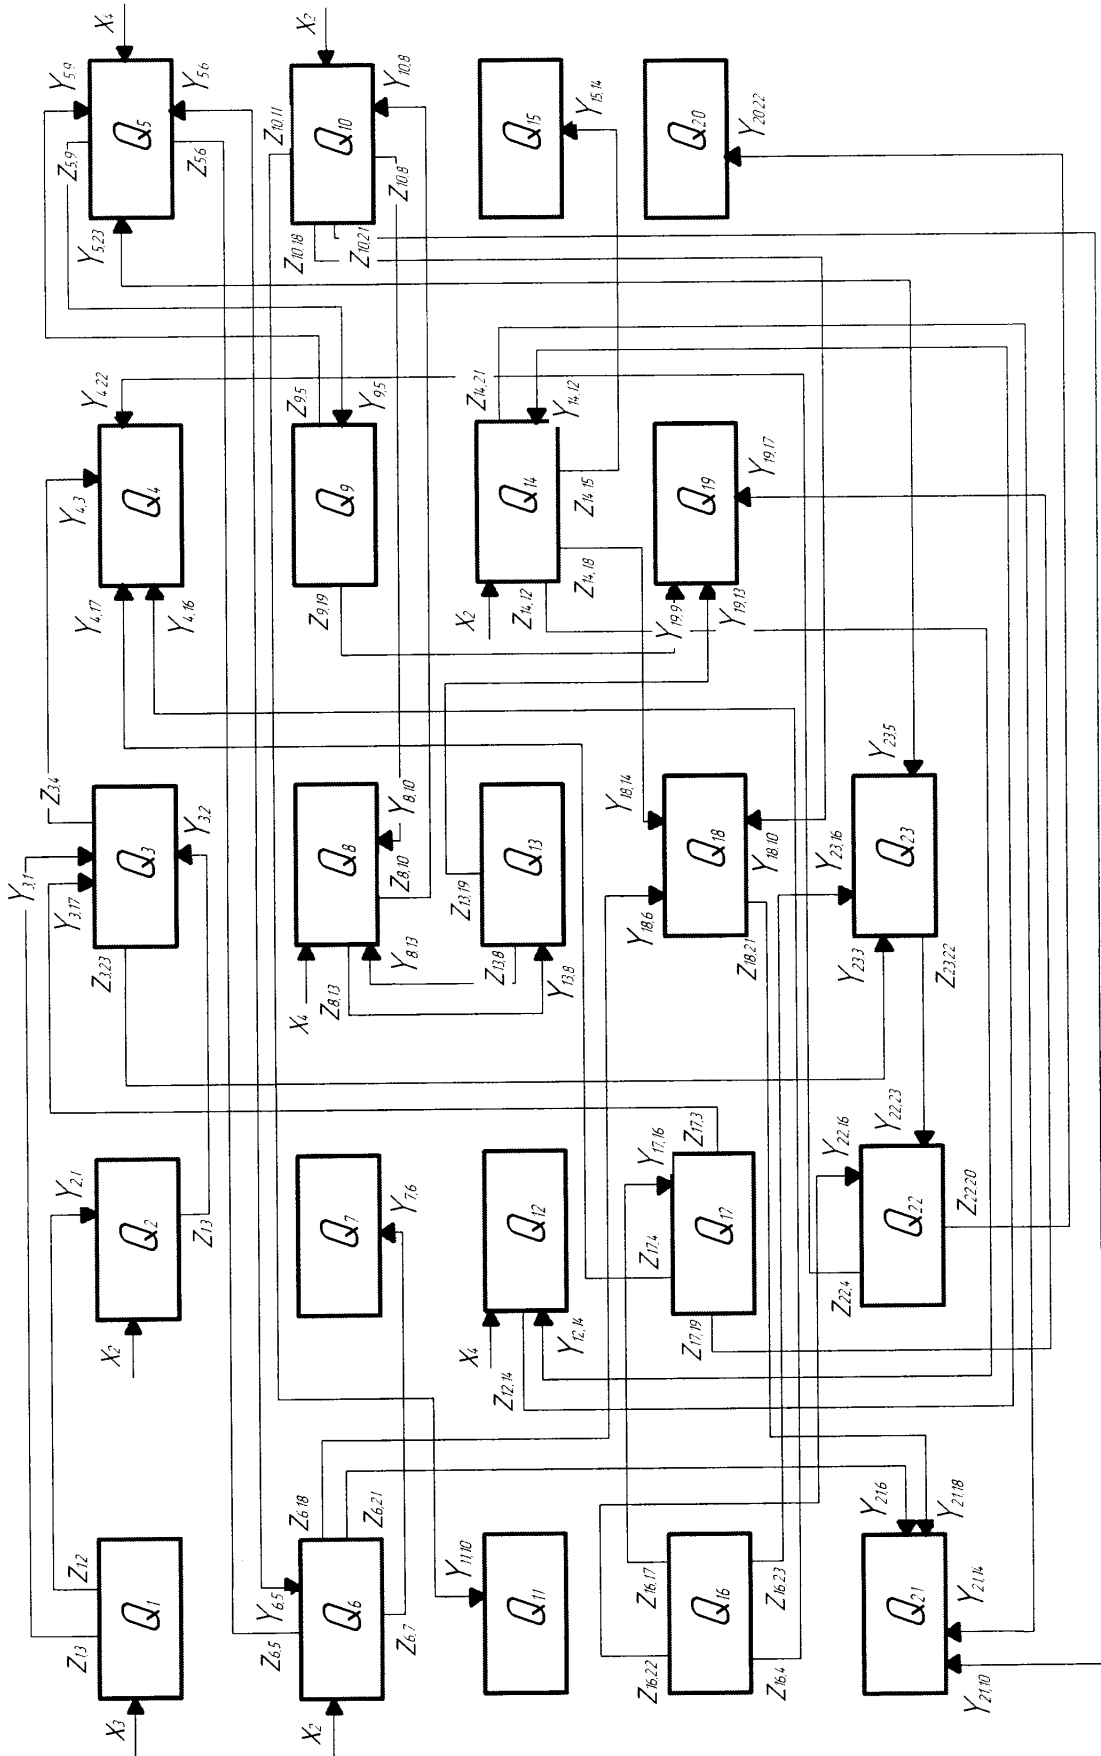 X3
Z1,3
Z1,2
Q1
X2
Y2,1
Q2
Z1,3
Y3,1
Y3,17
Z3,4
Z3,23
Q3
Y3,2
Y4,3
Y4,22
Y4,17
Q4
Y4,16
Z5,9
Y5,9
Y5,23
Q5
X4
Z5,6
Y5,6
X2
Z6,5
Y6,5
Z6,18
Q6
Z6,21
Z6,7
Q7
Y7,6
X4
Z8,13
Q8
Y8,13
Z8,10
Y8,10
Z9,5
Z9,19
Q9
Y9,5
Z10,11
X2
Z10,18
Q10
Z10,21
Z10,8
Y10,8
Y11,10
Q11
X4
Q12
Z12,14
Y12,14
Z13,19
Z13,8
Q13
Y13,8
Z14,21
X2
Q14
Z14,12
Y14,12
Z14,18
Z14,15
Q15
Y15,14
Z16,22
Z16,17
Q16
Z16,4
Z16,23
Z17,4
Y17,16
Q17
Z17,3
Z17,19
Y18,6
Y18,14
Q18
Z18,21
Y18,10
Y19,9
Q19
Y19,13
Y19,17
Q20
Y20,22
Y21,6
Q21
Y21,18
Y21,10
Y21,14
Z22,4
Y22,16
Q22
Y22,23
Z22,20
Y23,3
Y23,16
Q23
Y23,5
Z23,22